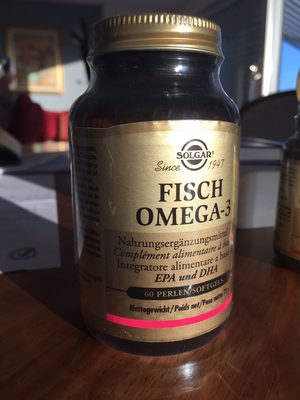 SOLGAR®
Since 1947
FISCH
OMEGA-3
Nahrungsergänzungsmittel
Complément alimentaire à
Integratore alimentare a
EPA und DHA
60 PERLEN/SOFTGELS
Nettogewicht/Poids net/Peso